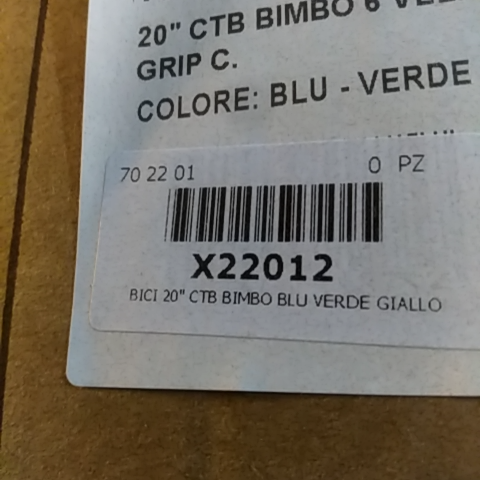 20" CTB BIMBO 6
GRIP C.
COLORE: BLU - VERDE
70 22 01 0 PZ
X22012
BICI 20" CTB BIMBO BLU VERDE GIALLO